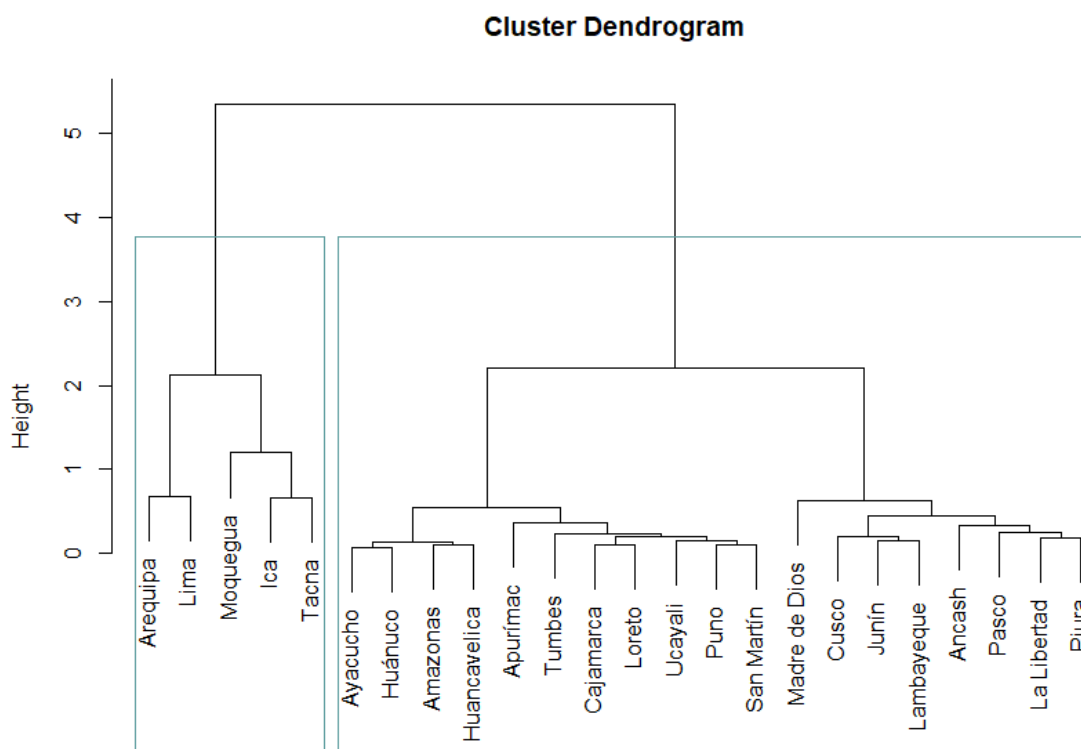 Cluster Dendrogram
Height
5
4
3
2
1
0
Arequipa
Lima
Moquegua
Ica
Tacna
Ayacucho
Huánuco
Amazonas
Huancavelica
Apurímac
Tumbes
Cajamarca
Loreto
Ucayali
Puno
San Martín
Madre de Dios
Cusco
Junín
Lambayeque
Ancash
Pasco
La Libertad
Piura